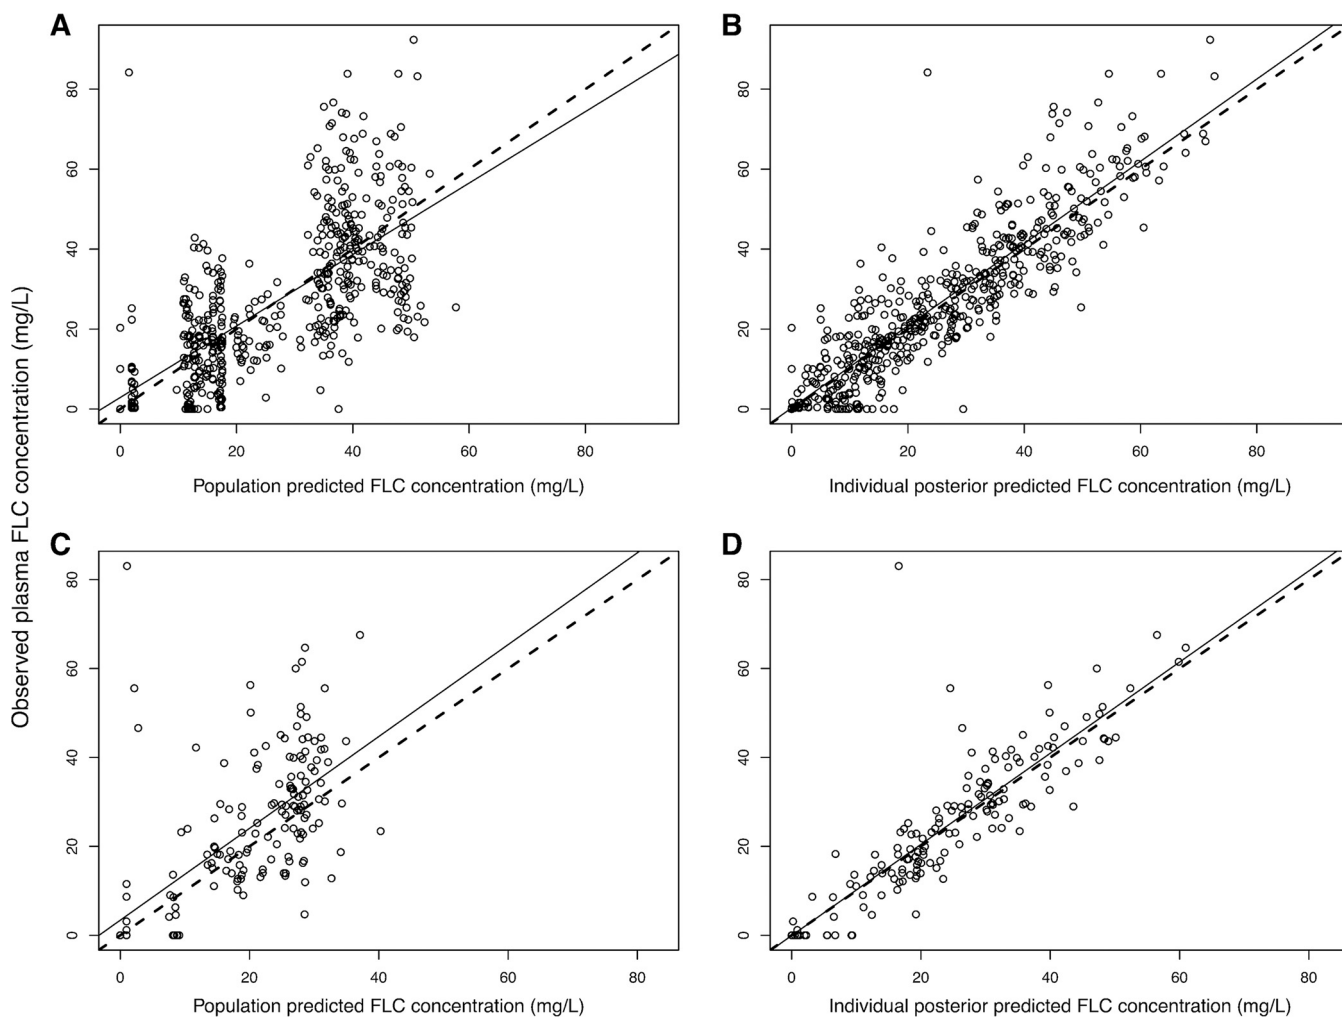 A
B
80
60
40
20
0
0 20 40 60 80
Population predicted FLC concentration (mg/L)
80
60
40
20
0
0 20 40 60 80
Individual posterior predicted FLC concentration (mg/L)
Observed plasma FLC concentration (mg/L)
C
D
80
60
40
20
0
0 20 40 60 80
Population predicted FLC concentration (mg/L)
80
60
40
20
0
0 20 40 60 80
Individual posterior predicted FLC concentration (mg/L)